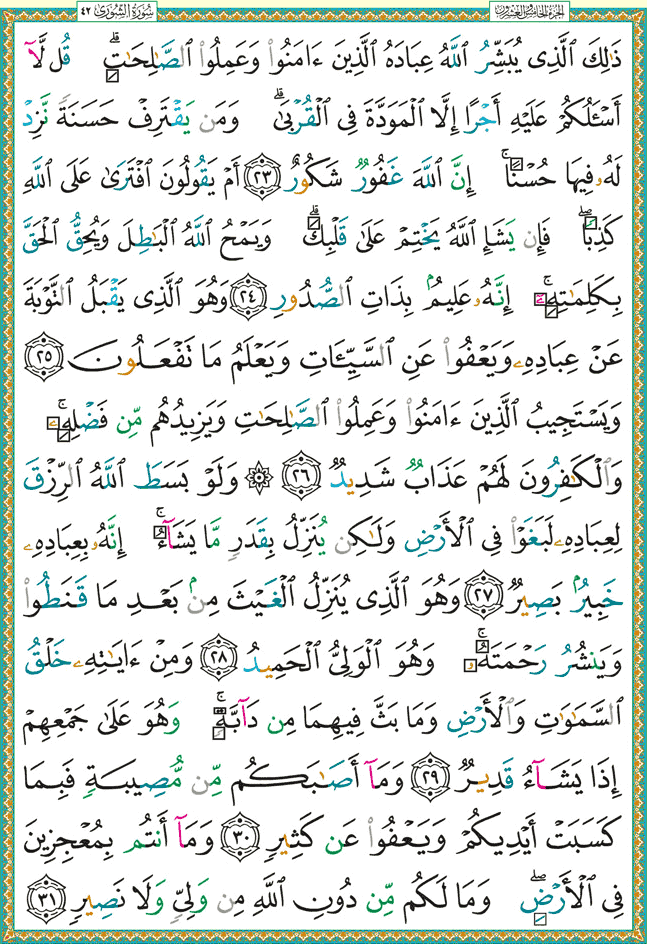 الجزء الخامس والعشرون سورة الشورى ٤٢
ذَٰلِكَ ٱلَّذِى يُبَشِّرُ ٱللَّهُ عِبَادَهُ ٱلَّذِينَ ءَامَنُوا۟ وَعَمِلُوا۟ ٱلصَّـٰلِحَـٰتِ ۗ قُل لَّآ
أَسْـَٔلُكُمْ عَلَيْهِ أَجْرًا إِلَّا ٱلْمَوَدَّةَ فِى ٱلْقُرْبَىٰ ۗ وَمَن يَقْتَرِفْ حَسَنَةً نَّزِدْ
لَهُۥ فِيهَا حُسْنًا ۚ إِنَّ ٱللَّهَ غَفُورٌ شَكُورٌ ٢٣ أَمْ يَقُولُونَ ٱفْتَرَىٰ عَلَى ٱللَّهِ
كَذِبًا ۖ فَإِن يَشَإِ ٱللَّهُ يَخْتِمْ عَلَىٰ قَلْبِكَ ۗ وَيَمْحُ ٱللَّهُ ٱلْبَـٰطِلَ وَيُحِقُّ ٱلْحَقَّ
بِكَلِمَـٰتِهِۦٓ ۚ إِنَّهُۥ عَلِيمٌۢ بِذَاتِ ٱلصُّدُورِ ٢٤ وَهُوَ ٱلَّذِى يَقْبَلُ ٱلتَّوْبَةَ
عَنْ عِبَادِهِۦ وَيَعْفُوا۟ عَنِ ٱلسَّيِّـَٔاتِ وَيَعْلَمُ مَا تَفْعَلُونَ ٢٥
وَيَسْتَجِيبُ ٱلَّذِينَ ءَامَنُوا۟ وَعَمِلُوا۟ ٱلصَّـٰلِحَـٰتِ وَيَزِيدُهُم مِّن فَضْلِهِۦ ۚ
وَٱلْكَـٰفِرُونَ لَهُمْ عَذَابٌ شَدِيدٌ ٢٦ ۞ وَلَوْ بَسَطَ ٱللَّهُ ٱلرِّزْقَ
لِعِبَادِهِۦ لَبَغَوْا۟ فِى ٱلْأَرْضِ وَلَـٰكِن يُنَزِّلُ بِقَدَرٍ مَّا يَشَآءُ ۚ إِنَّهُۥ بِعِبَادِهِۦ
خَبِيرٌۢ بَصِيرٌ ٢٧ وَهُوَ ٱلَّذِى يُنَزِّلُ ٱلْغَيْثَ مِنۢ بَعْدِ مَا قَنَطُوا۟
وَيَنشُرُ رَحْمَتَهُۥ ۚ وَهُوَ ٱلْوَلِىُّ ٱلْحَمِيدُ ٢٨ وَمِنْ ءَايَـٰتِهِۦ خَلْقُ
ٱلسَّمَـٰوَٰتِ وَٱلْأَرْضِ وَمَا بَثَّ فِيهِمَا مِن دَآبَّةٍ ۚ وَهُوَ عَلَىٰ جَمْعِهِمْ
إِذَا يَشَآءُ قَدِيرٌ ٢٩ وَمَآ أَصَـٰبَكُم مِّن مُّصِيبَةٍ فَبِمَا
كَسَبَتْ أَيْدِيكُمْ وَيَعْفُوا۟ عَن كَثِيرٍ ٣٠ وَمَآ أَنتُم بِمُعْجِزِينَ
فِى ٱلْأَرْضِ ۖ وَمَا لَكُم مِّن دُونِ ٱللَّهِ مِن وَلِىٍّ وَلَا نَصِيرٍ ٣١